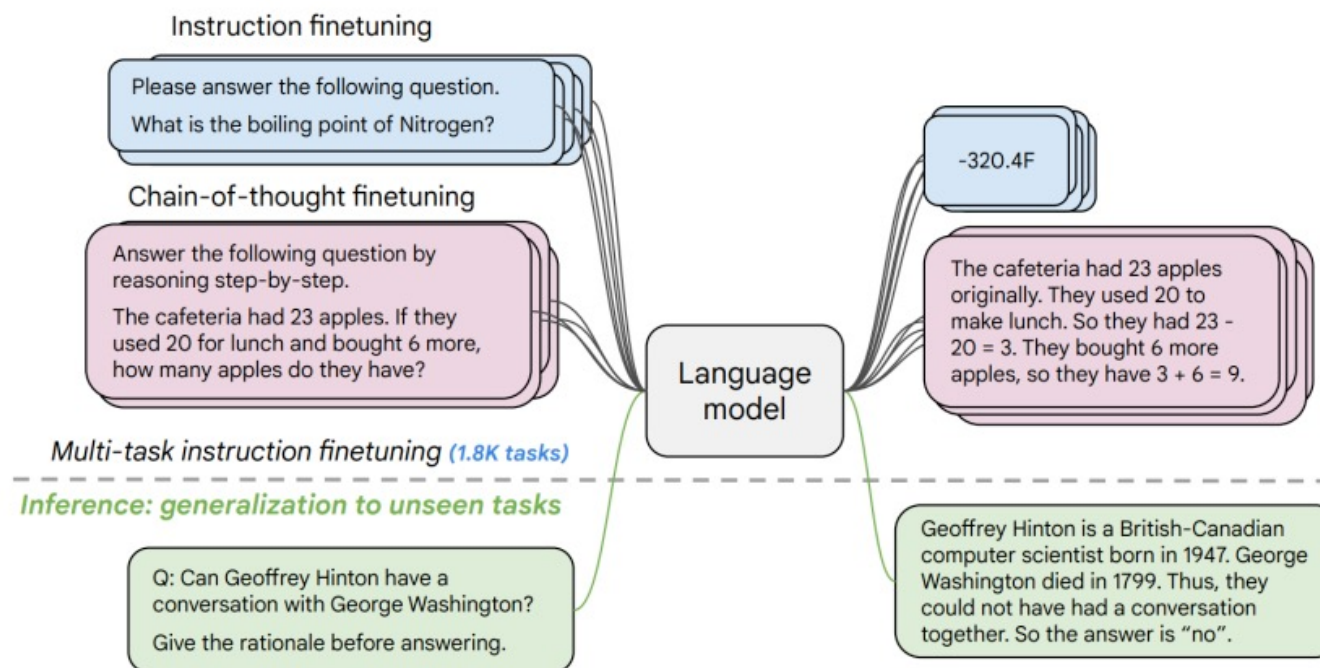 Instruction finetuning
Please answer the following question.
What is the boiling point of Nitrogen?
-320.4F
Chain-of-thought finetuning
Answer the following question by
reasoning step-by-step.
The cafeteria had 23 apples. If they
used 20 for lunch and bought 6 more,
how many apples do they have?
Language
model
The cafeteria had 23 apples
originally. They used 20 to
make lunch. So they had 23 -
20 = 3. They bought 6 more
apples, so they have 3 + 6 = 9.
Multi-task instruction finetuning (1.8K tasks)
Inference: generalization to unseen tasks
Q: Can Geoffrey Hinton have a
conversation with George Washington?
Give the rationale before answering.
Geoffrey Hinton is a British-Canadian
computer scientist born in 1947. George
Washington died in 1799. Thus, they
could not have had a conversation
together. So the answer is “no”.